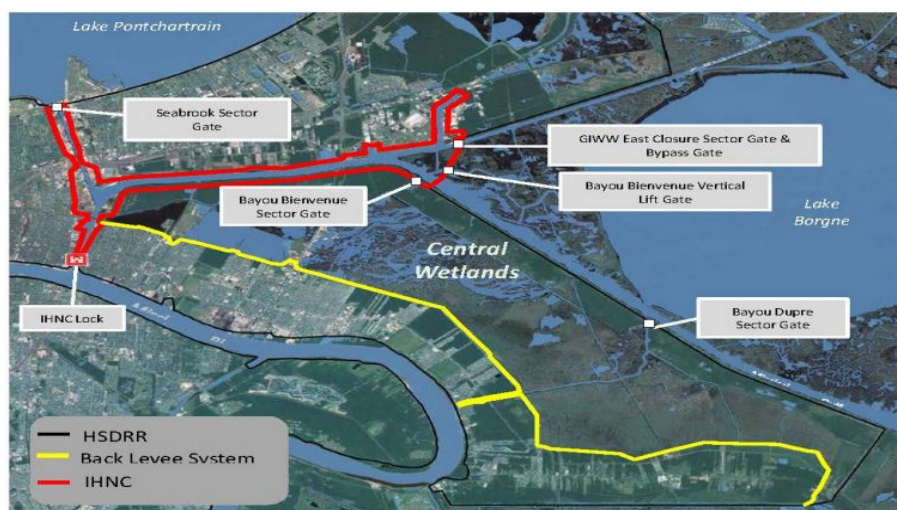 Lake Pontchartrain
Seabrook Sector
Gate
GIWW East Closure Sector Gate &
Bypass Gate
Bayou Bienvenue Vertical
Lift Gate
Bayou Bienvenue
Sector Gate
Lake
Borgne
Central
Wetlands
IHNC Lock
Bayou Dupre
Sector Gate
HSDRR
Back Levee System
IHNC